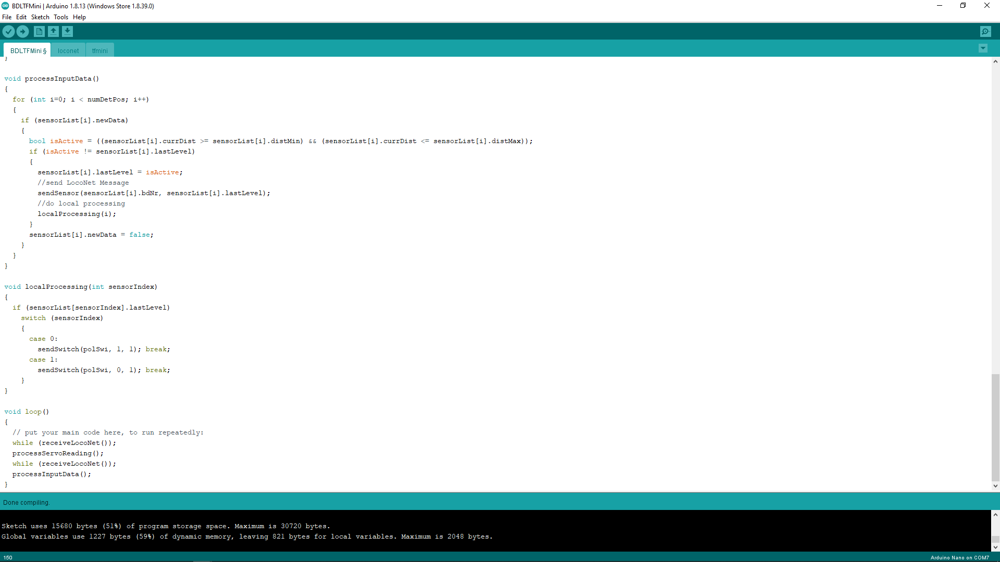 BDLTFMini | Arduino 1.8.13 (Windows Store 1.8.39.0)
File Edit Sketch Tools Help
BDLTFMini § loconet tfmini
}
void processInputData()
{
  for (int i=0; i < numDetPos; i++)
  {
    if (sensorList[i].newData)
    {
      bool isActive = ((sensorList[i].currDist >= sensorList[i].distMin) && (sensorList[i].currDist <= sensorList[i].distMax));
      if (isActive != sensorList[i].lastLevel)
      {
        sensorList[i].lastLevel = isActive;
        //send LocoNet Message
        sendSensor(sensorList[i].bdNr, sensorList[i].lastLevel);
        //do local processing
        localProcessing(i);
      }
      sensorList[i].newData = false;
    }
  }
}
void localProcessing(int sensorIndex)
{
  if (sensorList[sensorIndex].lastLevel)
    switch (sensorIndex)
    {
      case 0:
        sendSwitch(polSwi, 1, 1); break;
      case 1:
        sendSwitch(polSwi, 0, 1); break;
    }
}
void loop()
{
  // put your main code here, to run repeatedly:
  while (receiveLocoNet());
  processServoReading();
  while (receiveLocoNet());
  processInputData();
}
Done compiling.
Sketch uses 15680 bytes (51%) of program storage space. Maximum is 30720 bytes.
Global variables use 1227 bytes (59%) of dynamic memory, leaving 821 bytes for local variables. Maximum is 2048 bytes.
150 Arduino Nano on COM7